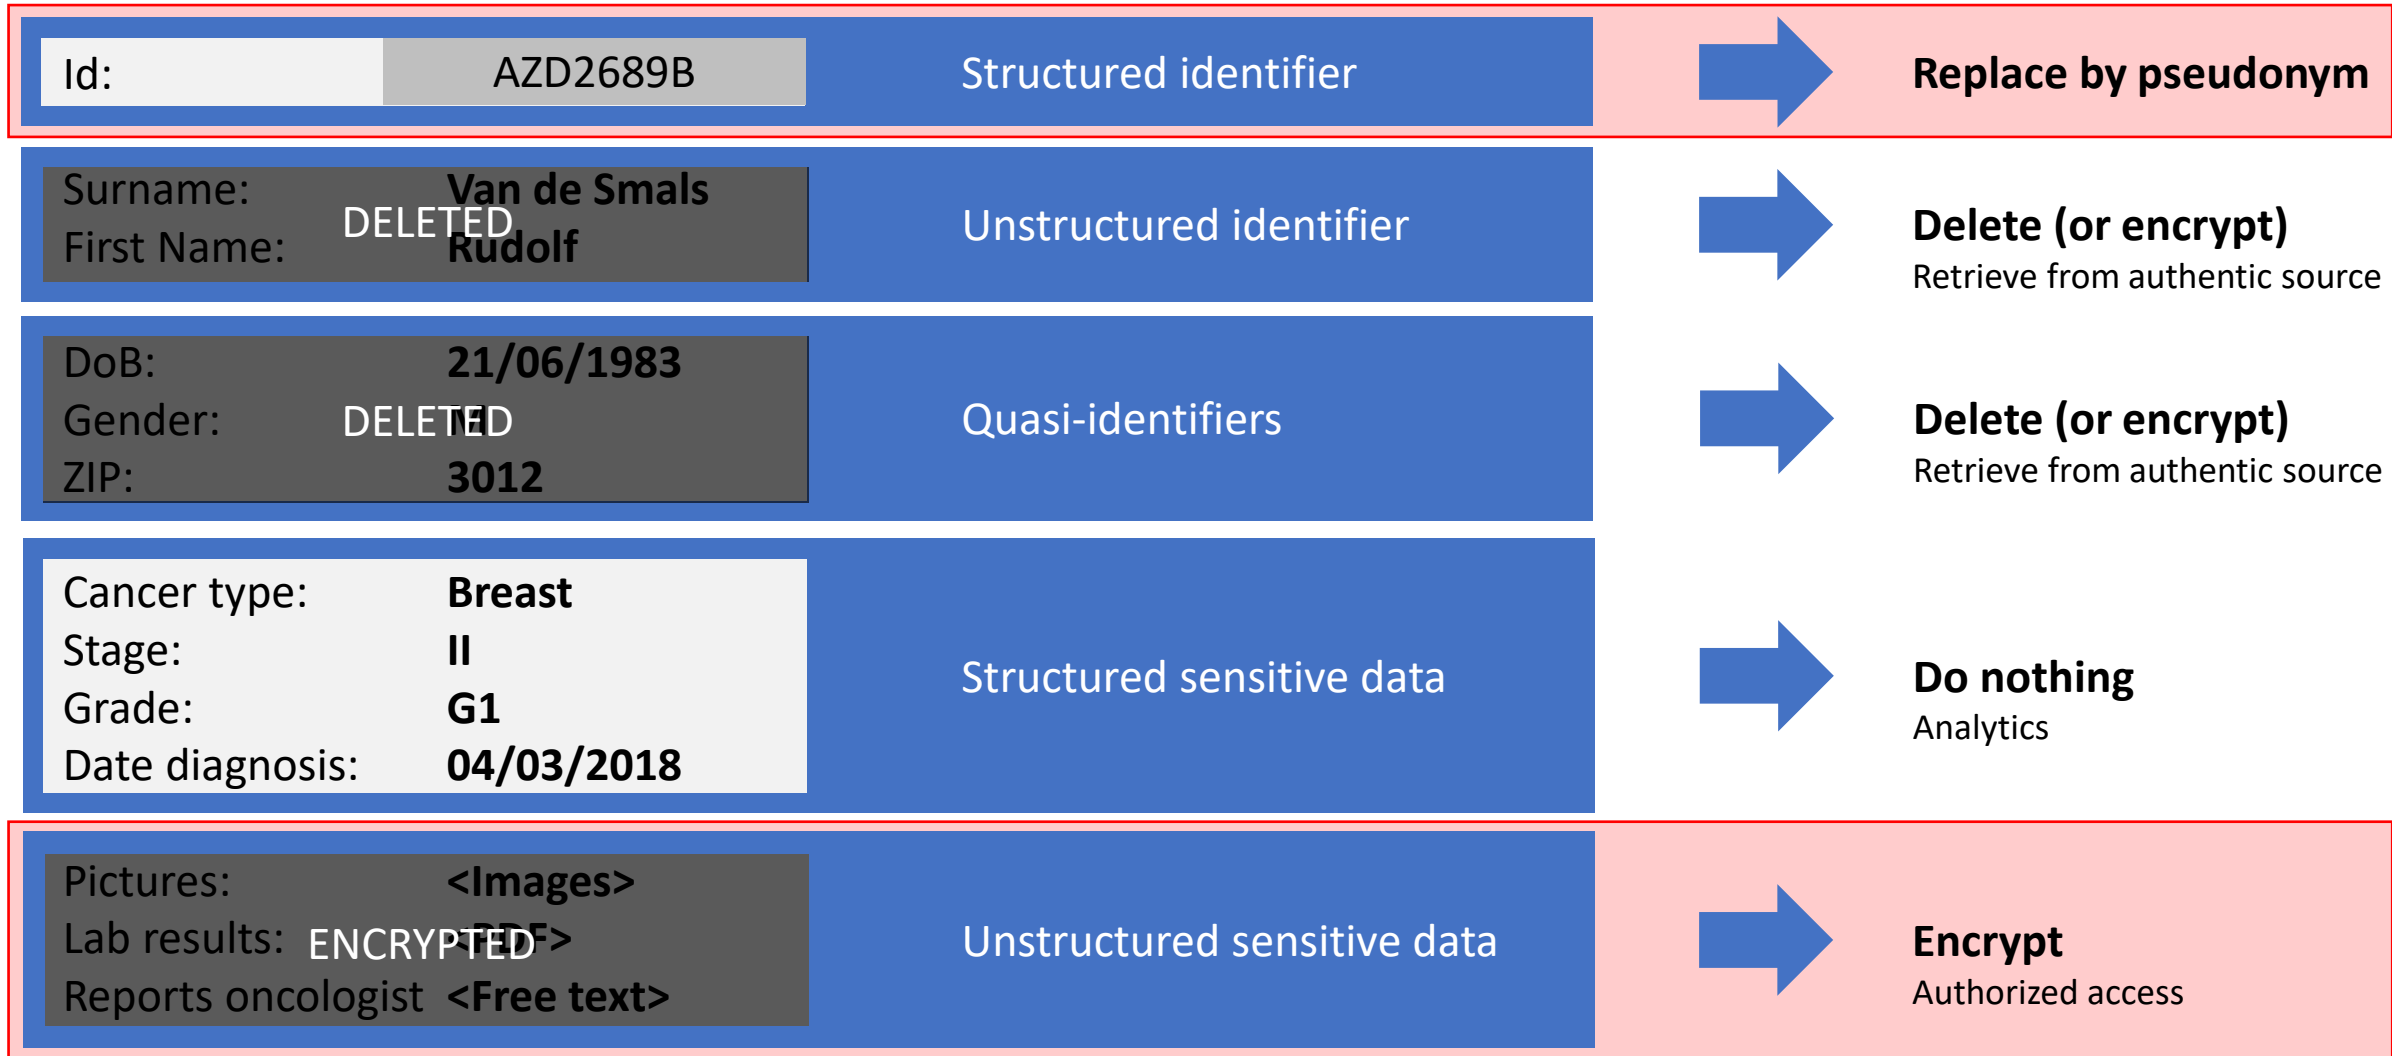 Id: AZD2689B Structured identifier Replace by pseudonym
Surname: Van de Smals
DELETED Unstructured identifier Delete (or encrypt)
First Name: Rudolf
Retrieve from authentic source
DoB: 21/06/1983
Gender: M DELETED Quasi-identifiers Delete (or encrypt)
ZIP: 3012 Retrieve from authentic source
Cancer type: Breast
Stage: II
Structured sensitive data Do nothing
Grade: G1
Analytics
Date diagnosis: 04/03/2018
Pictures: <Images>
Lab results: <PDF> ENCRYPTED Unstructured sensitive data Encrypt
Reports oncologist <Free text> Authorized access